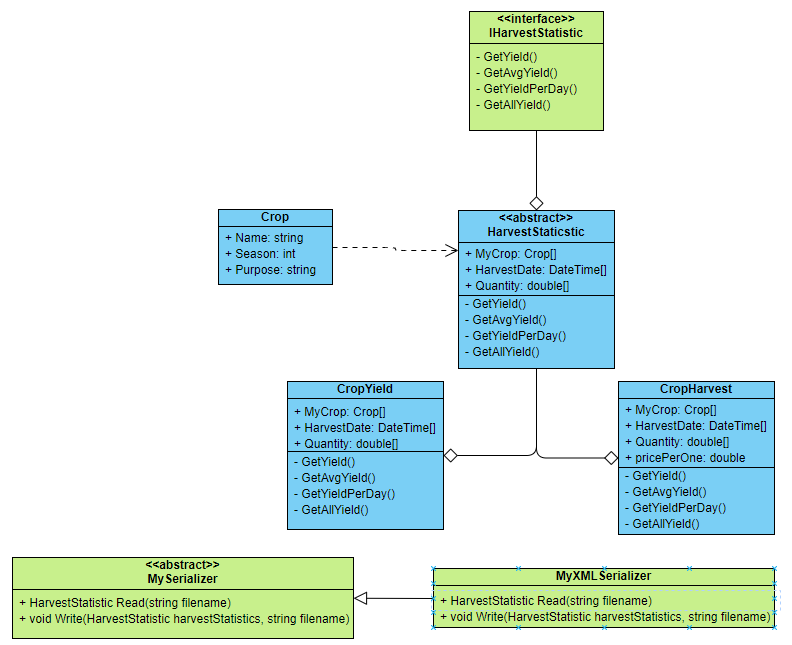 <<interface>>
IHarvestStatistic
- GetYield()
- GetAvgYield()
- GetYieldPerDay()
- GetAllYield()
Crop
+ Name: string
+ Season: int
+ Purpose: string
<<abstract>>
HarvestStaticstic
+ MyCrop: Crop[]
+ HarvestDate: DateTime[]
+ Quantity: double[]
- GetYield()
- GetAvgYield()
- GetYieldPerDay()
- GetAllYield()
CropYield
+ MyCrop: Crop[]
+ HarvestDate: DateTime[]
+ Quantity: double[]
- GetYield()
- GetAvgYield()
- GetYieldPerDay()
- GetAllYield()
CropHarvest
+ MyCrop: Crop[]
+ HarvestDate: DateTime[]
+ Quantity: double[]
+ pricePerOne: double
- GetYield()
- GetAvgYield()
- GetYieldPerDay()
- GetAllYield()
<<abstract>>
MySerializer
+ HarvestStatistic Read(string filename)
+ void Write(HarvestStatistic harvestStatistics, string filename)
MyXMLSerializer
+ HarvestStatistic Read(string filename)
+ void Write(HarvestStatistic harvestStatistics, string filename)